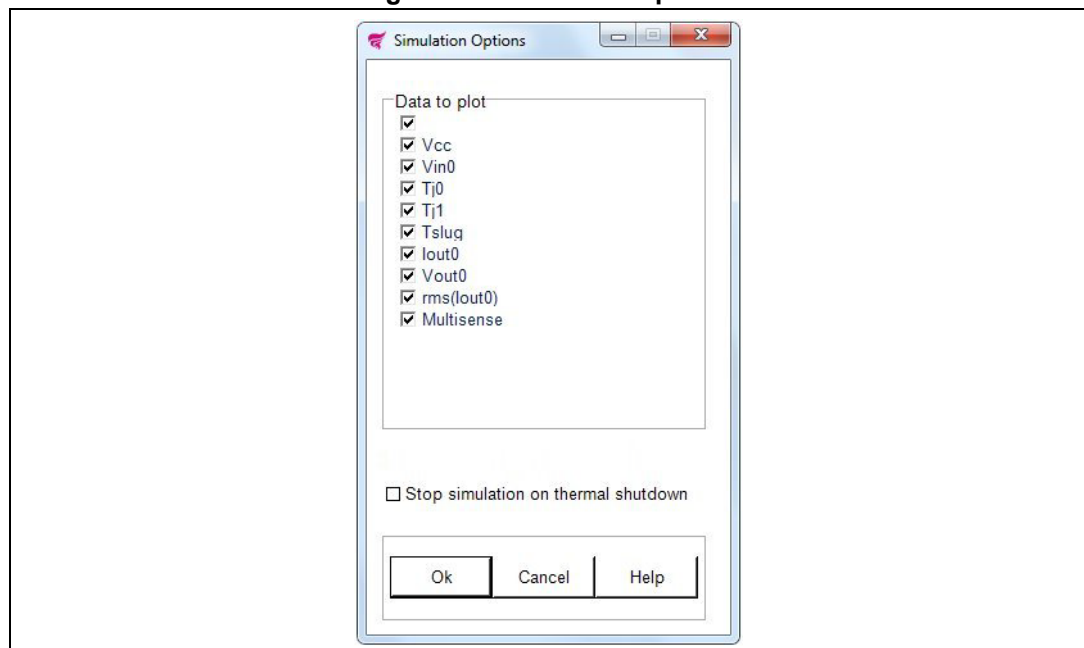 Simulation Options
Data to plot
Vcc
Vin0
Tj0
Tj1
Tslug
Iout0
Vout0
rms(Iout0)
Multisense
Stop simulation on thermal shutdown
Ok Cancel Help